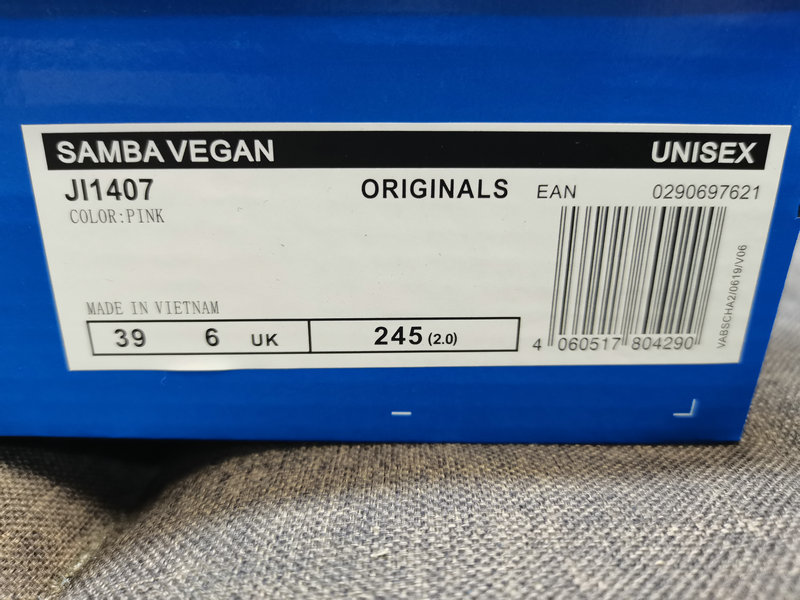 SAMBA VEGAN UNISEX
JI1407 ORIGINALS EAN 0290697621
COLOR:PINK
MADE IN VIETNAM
39 6 UK 245 (2.0)
4 060517 804290
VABSCHA2/0619/V06